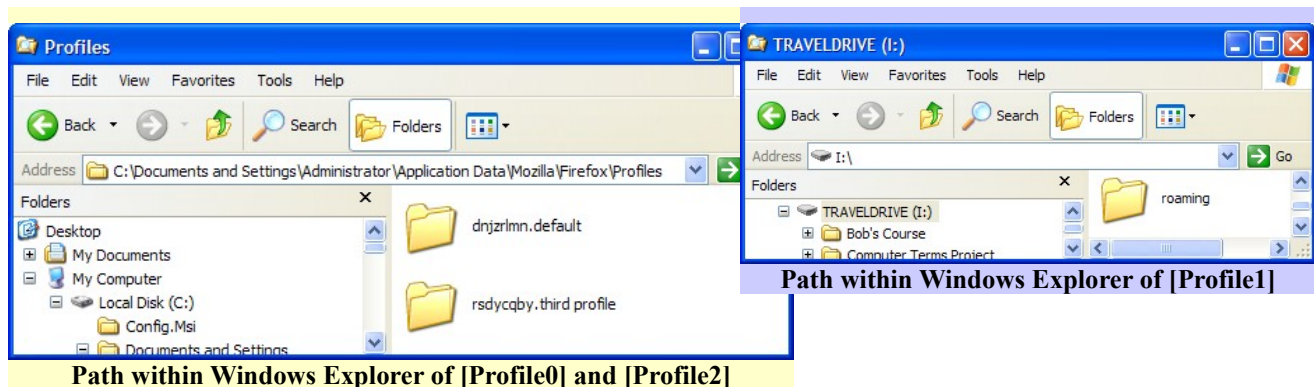 Profiles
File Edit View Favorites Tools Help
Back Search Folders
Address C:\Documents and Settings\Administrator\Application Data\Mozilla\Firefox\Profiles
Folders X
Desktop
My Documents
My Computer
Local Disk (C:)
Config.Msi
Documents and Settings
dnjzrlmn.default
rsdycqby.third profile
Path within Windows Explorer of [Profile0] and [Profile2]
TRAVELDRIVE (I:)
File Edit View Favorites Tools Help
Back Search Folders
Address I:\ Go
Folders X
TRAVELDRIVE (I:)
Bob's Course
Computer Terms Project
roaming
Path within Windows Explorer of [Profile1]